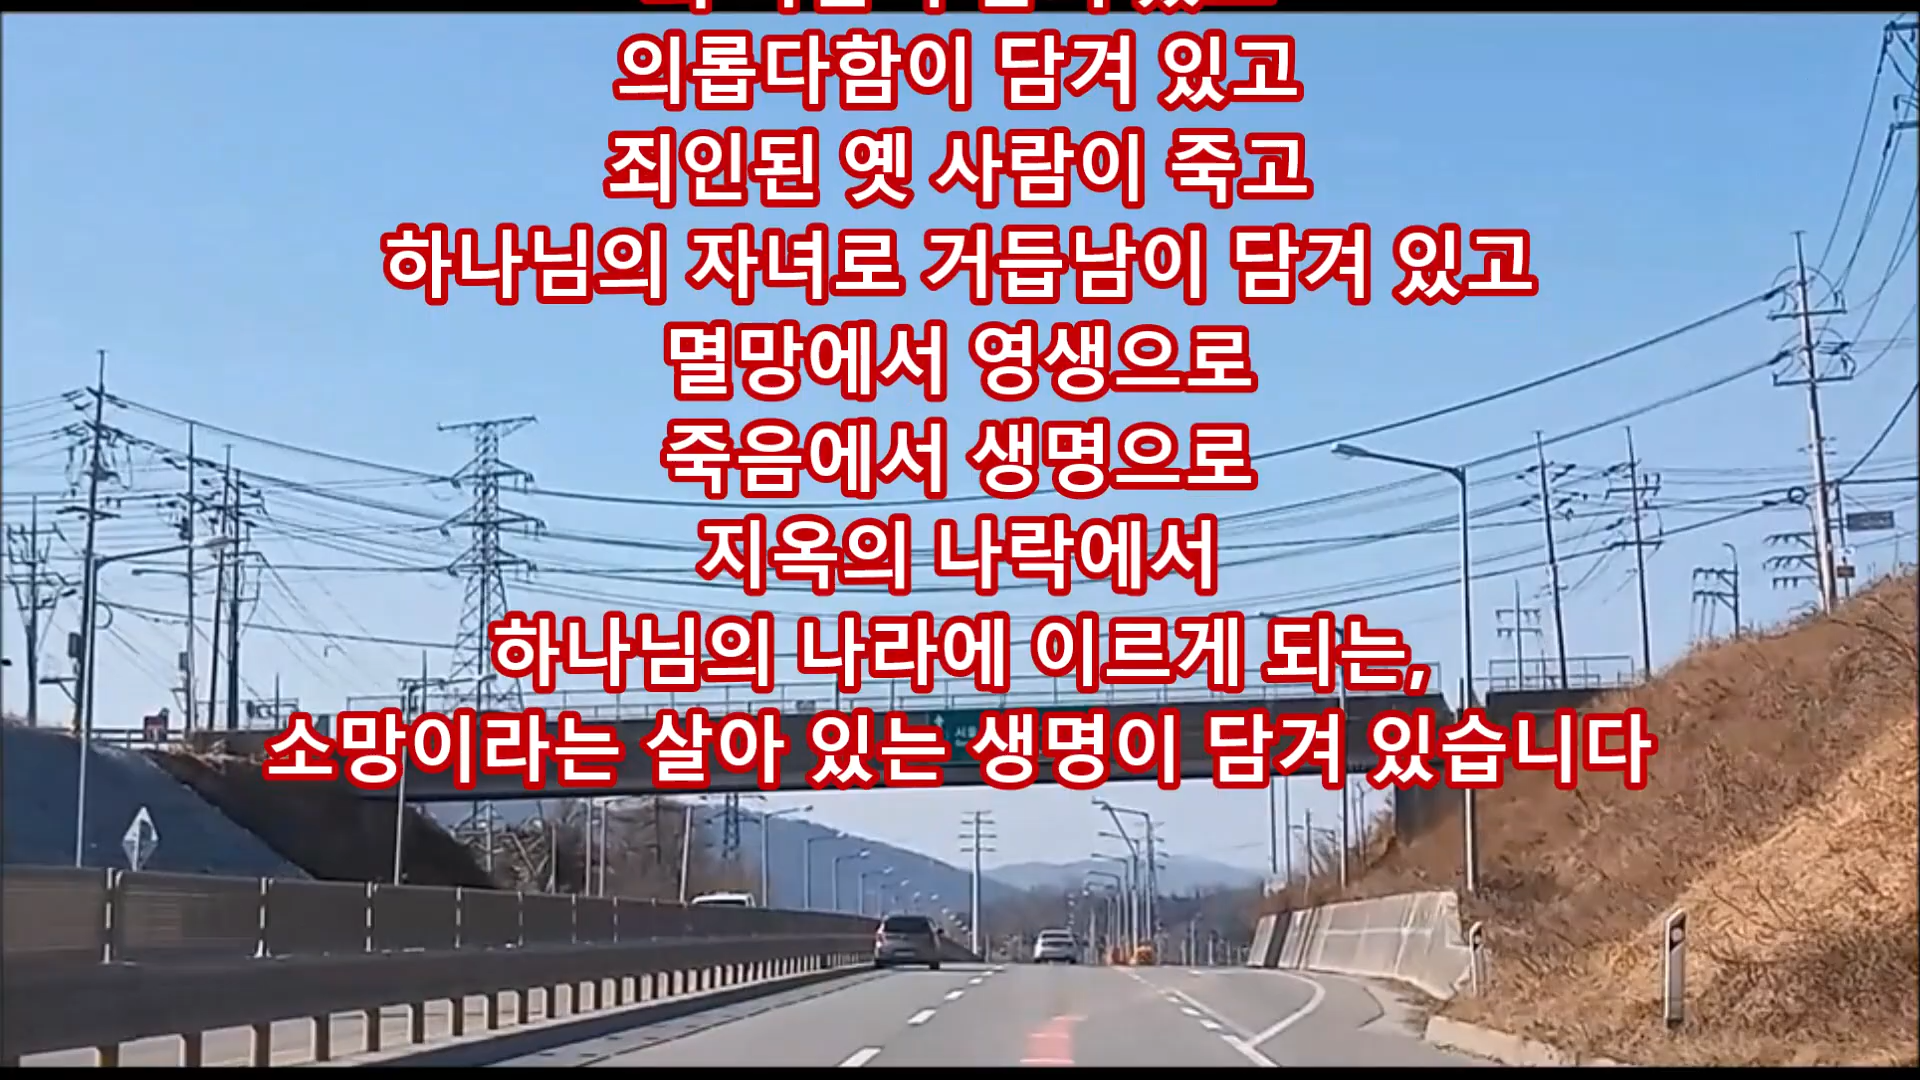 의롭다함이 담겨 있고
죄인된 옛 사람이 죽고
하나님의 자녀로 거듭남이 담겨 있고
멸망에서 영생으로
죽음에서 생명으로
지옥의 나락에서
하나님의 나라에 이르게 되는,
소망이라는 살아 있는 생명이 담겨 있습니다